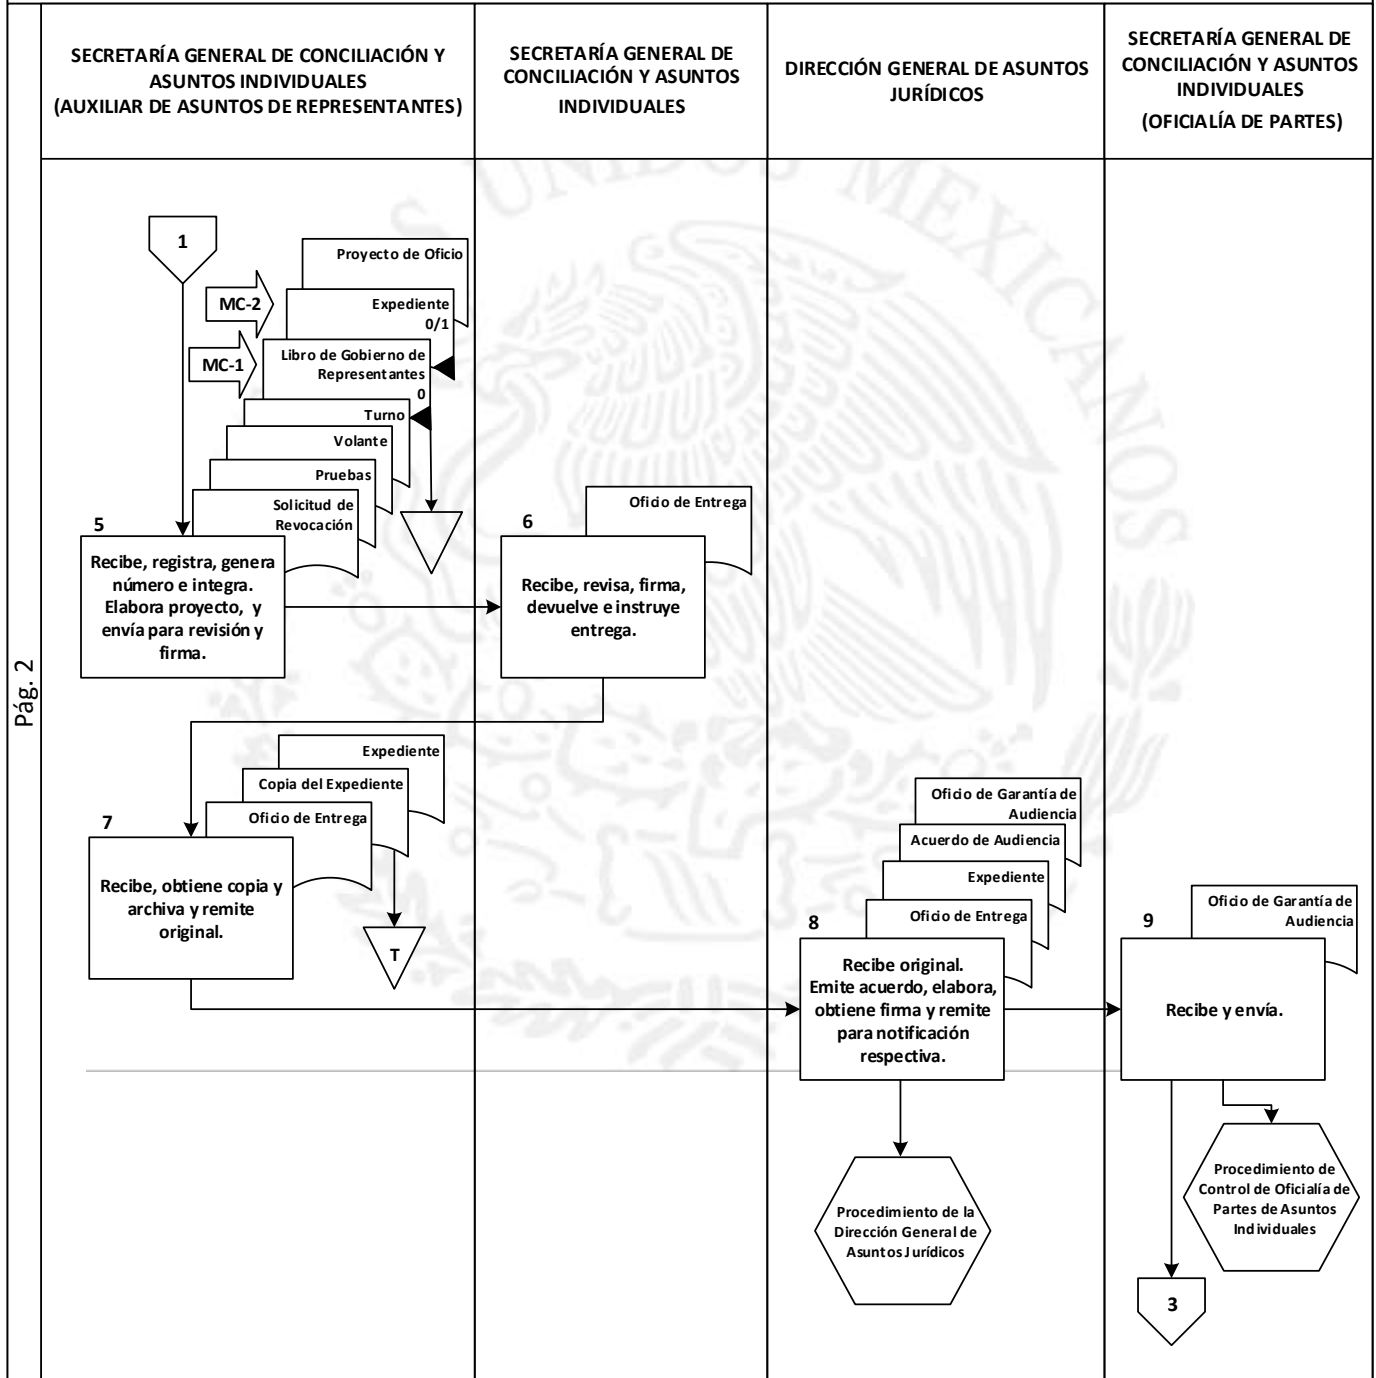 SECRETARÍA GENERAL DE CONCILIACIÓN Y
ASUNTOS INDIVIDUALES
(AUXILIAR DE ASUNTOS DE REPRESENTANTES)
SECRETARÍA GENERAL DE
CONCILIACIÓN Y ASUNTOS
INDIVIDUALES
DIRECCIÓN GENERAL DE ASUNTOS
JURÍDICOS
SECRETARÍA GENERAL DE
CONCILIACIÓN Y ASUNTOS
INDIVIDUALES
(OFICIALÍA DE PARTES)
Pág. 2
S UNIDOS MEXICANOS
1
Proyecto de Oficio
MC-2
Expediente
0/1
MC-1
Libro de Gobierno de
Representantes
0
Turno
Volante
Pruebas
Solicitud de
Revocación
5
Recibe, registra, genera
número e integra.
Elabora proyecto, y
envía para revisión y
firma.
6
Oficio de Entrega
Recibe, revisa, firma,
devuelve e instruye
entrega.
Expediente
Copia del Expediente
Oficio de Entrega
7
Recibe, obtiene copia y
archiva y remite
original.
T
Oficio de Garantía de
Audiencia
Acuerdo de Audiencia
Expediente
Oficio de Entrega
8
Recibe original.
Emite acuerdo, elabora,
obtiene firma y remite
para notificación
respectiva.
Procedimiento de la
Dirección General de
Asuntos Jurídicos
Oficio de Garantía de
Audiencia
9
Recibe y envía.
Procedimiento de
Control de Oficialía de
Partes de Asuntos
Individuales
3